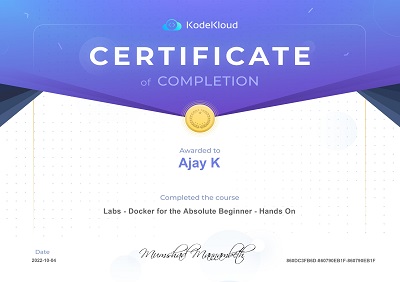 KodeKloud
CERTIFICATE
of COMPLETION
Awarded to
Ajay K
Completed the course
Labs - Docker for the Absolute Beginner - Hands On
Date
2022-10-04
Mumshad Mannambeth